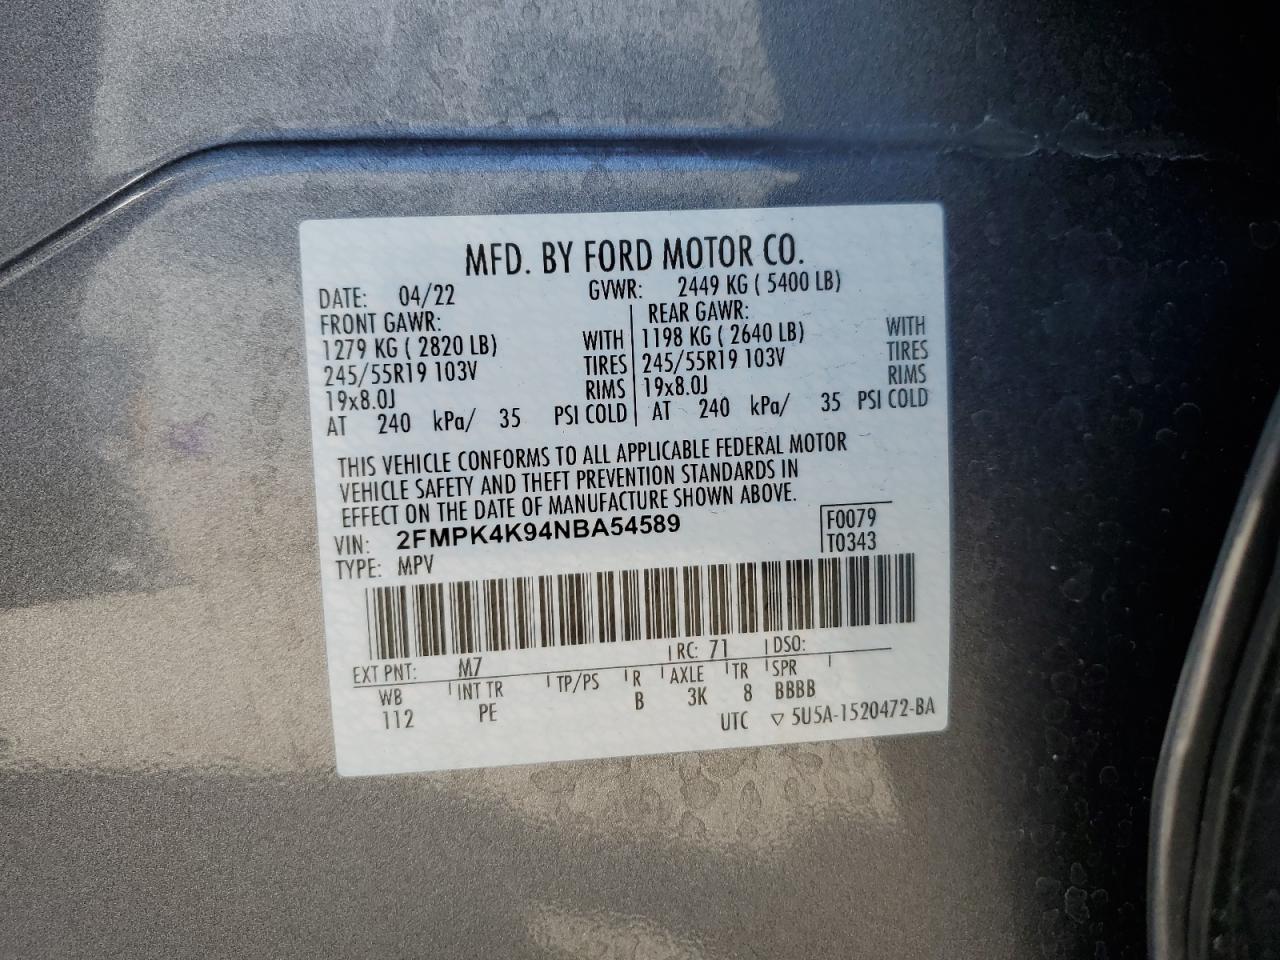 MFD. BY FORD MOTOR CO.
DATE: 04/22 GVWR: 2449 KG ( 5400 LB)
FRONT GAWR: REAR GAWR:
1279 KG ( 2820 LB) WITH 1198 KG ( 2640 LB) WITH
245/55R19 103V TIRES 245/55R19 103V TIRES
19x8.0J RIMS 19x8.0J RIMS
AT 240 kPa/ 35 PSI COLD AT 240 kPa/ 35 PSI COLD
THIS VEHICLE CONFORMS TO ALL APPLICABLE FEDERAL MOTOR
VEHICLE SAFETY AND THEFT PREVENTION STANDARDS IN
EFFECT ON THE DATE OF MANUFACTURE SHOWN ABOVE.
VIN: 2FMPK4K94NBA54589 F0079
TYPE: MPV T0343
EXT PNT: M7 RC: 71 DSO:
WB INT TR TP/PS R AXLE TR SPR
112 PE B 3K 8 BBBB
UTC ▽ 5U5A-1520472-BA